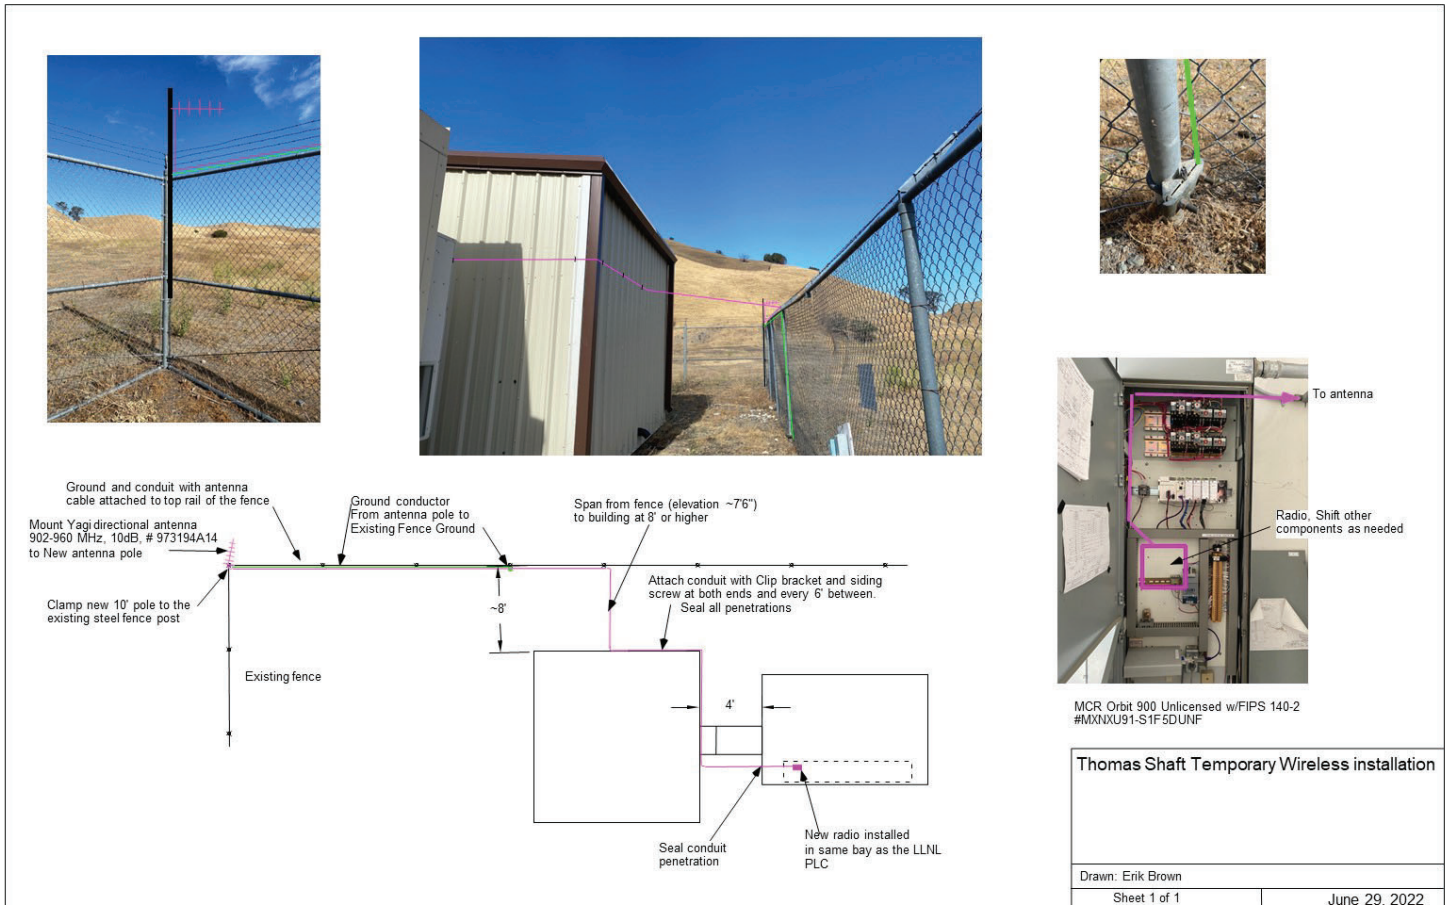 To antenna
Radio, Shift other
components as needed
MCR Orbit 900 Unlicensed w/FIPS 140-2
#MXNXU91-S1F5DUNF
Ground and conduit with antenna
cable attached to top rail of the fence
Mount Yagi directional antenna
902-960 MHz, 10dB, # 973194A14
to New antenna pole
Clamp new 10' pole to the
existing steel fence post
Existing fence
Ground conductor
From antenna pole to
Existing Fence Ground
~8'
Span from fence (elevation ~7'6")
to building at 8' or higher
Attach conduit with Clip bracket and siding
screw at both ends and every 6' between.
Seal all penetrations
4'
Seal conduit
penetration
New radio installed
in same bay as the LLNL
PLC
Thomas Shaft Temporary Wireless installation
Drawn: Erik Brown
Sheet 1 of 1
June 29, 2022